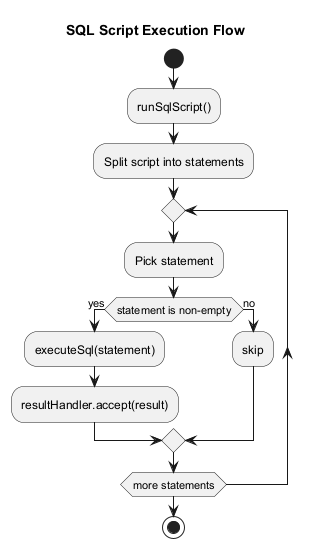 SQL Script Execution Flow
runSqlScript()
Split script into statements
Pick statement
yes
statement is non-empty
no
executeSql(statement)
skip
resultHandler.accept(result)
more statements